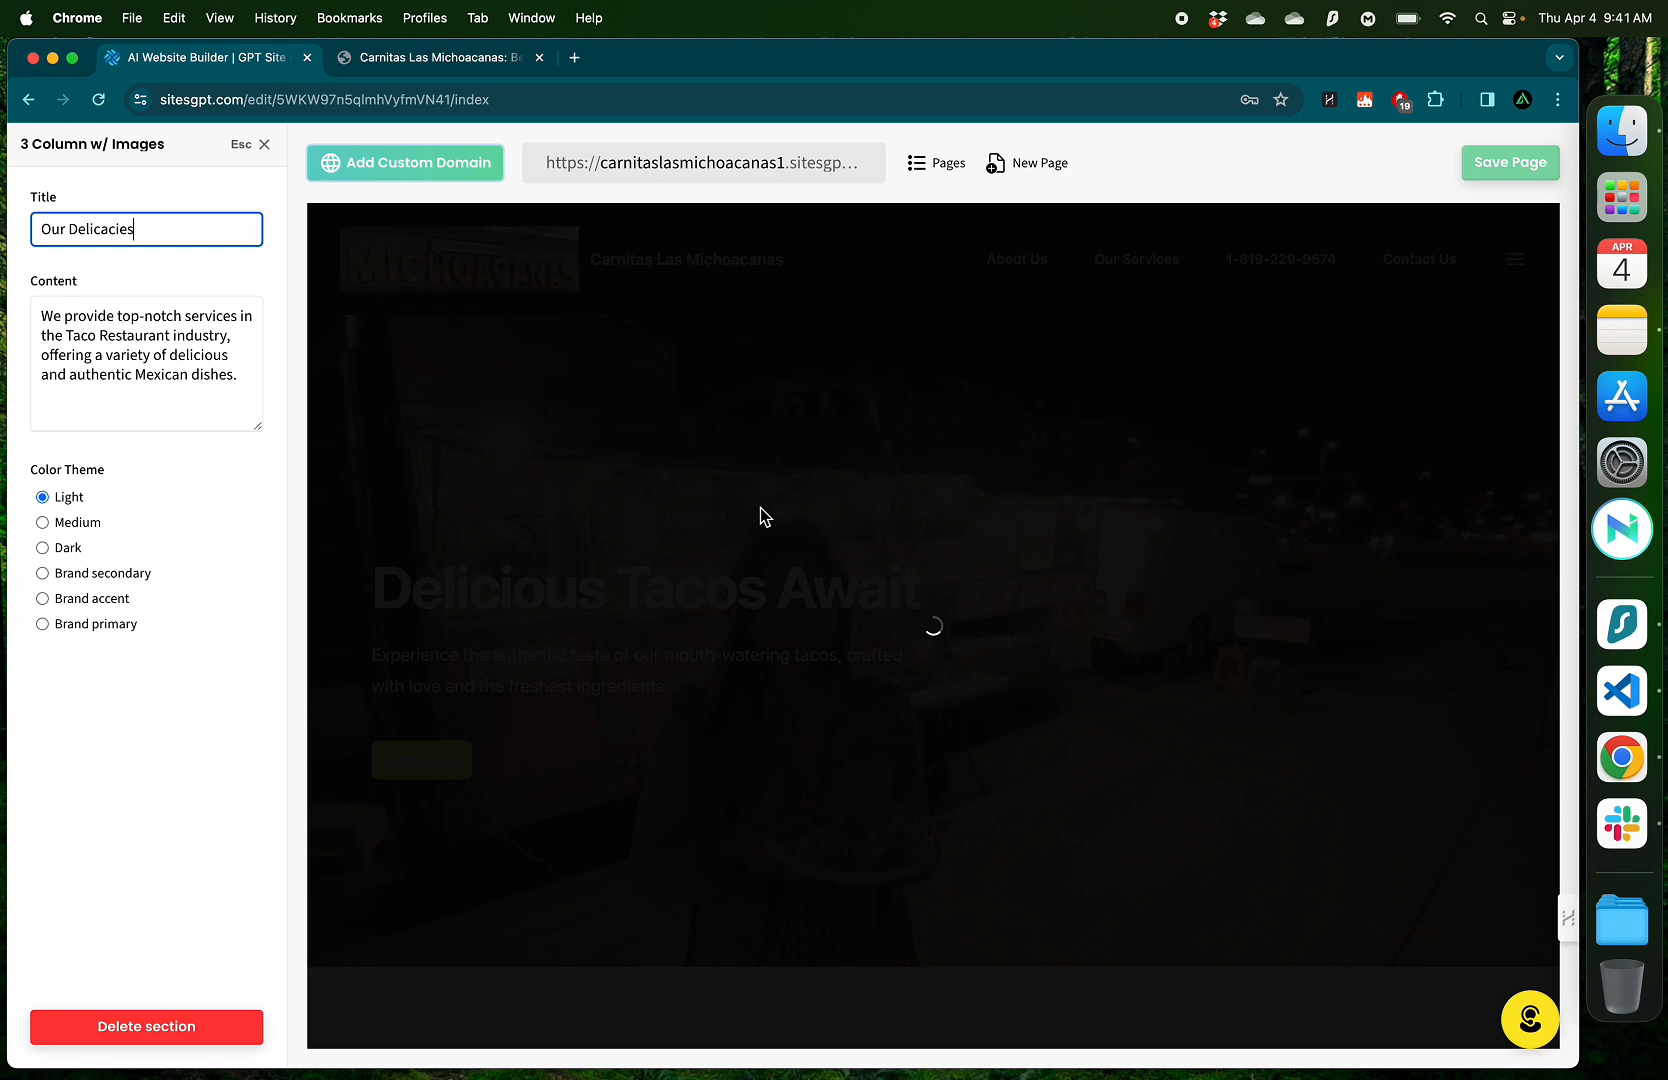 Chrome File Edit View History Bookmarks Profiles Tab Window Help
4
Thu Apr 4 9:41 AM
AI Website Builder | GPT Site
Carnitas Las Michoacanas: Be
sitesgpt.com/edit/5WKW97n5qlmhVyfmVN41/index
19
3 Column w/ Images
Esc
Add Custom Domain
https://carnitaslasmichoacanas1.sitesgp...
Pages
New Page
Save Page
Title
Our Delicacies
Content
We provide top-notch services in
the Taco Restaurant industry,
offering a variety of delicious
and authentic Mexican dishes.
Color Theme
Light
Medium
Dark
Brand secondary
Brand accent
Brand primary
Delete section
MICHOACANAS
Carnitas Las Michoacanas
About Us
Our Services
1-619-229-9574
Contact Us
Delicious Tacos Await
Experience the authentic taste of our mouth-watering tacos, crafted
with love and the freshest ingredients.
APR
4